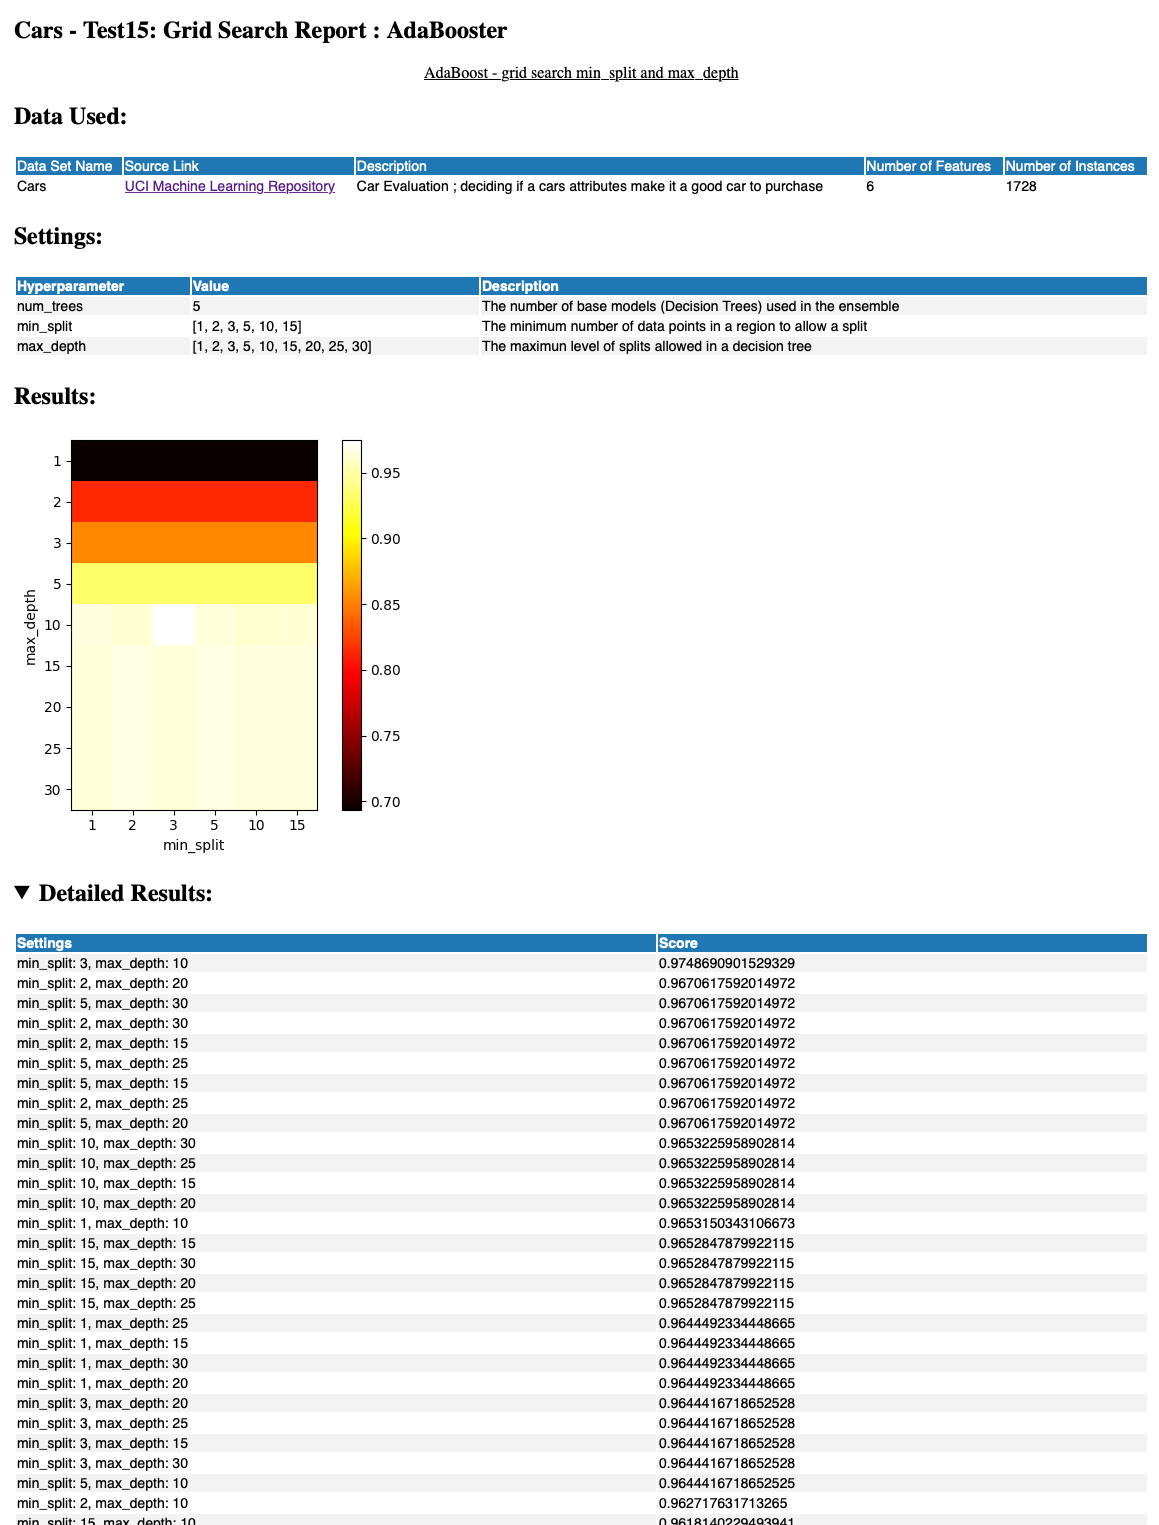 Cars - Test15: Grid Search Report : AdaBooster
AdaBoost - grid search min_split and max_depth
Data Used:
Data Set Name Source Link Description Number of Features Number of Instances
Cars UCI Machine Learning Repository Car Evaluation ; deciding if a cars attributes make it a good car to purchase 6 1728
Settings:
Hyperparameter Value Description
num_trees 5 The number of base models (Decision Trees) used in the ensemble
min_split [1, 2, 3, 5, 10, 15] The minimum number of data points in a region to allow a split
max_depth [1, 2, 3, 5, 10, 15, 20, 25, 30] The maximun level of splits allowed in a decision tree
Results:
max_depth
1
2
3
5
10
15
20
25
30
1 2 3 5 10 15
min_split
0.95
0.90
0.85
0.80
0.75
0.70
▼ Detailed Results:
Settings Score
min_split: 3, max_depth: 10 0.9748690901529329
min_split: 2, max_depth: 20 0.9670617592014972
min_split: 5, max_depth: 30 0.9670617592014972
min_split: 2, max_depth: 30 0.9670617592014972
min_split: 2, max_depth: 15 0.9670617592014972
min_split: 5, max_depth: 25 0.9670617592014972
min_split: 5, max_depth: 15 0.9670617592014972
min_split: 2, max_depth: 25 0.9670617592014972
min_split: 5, max_depth: 20 0.9670617592014972
min_split: 10, max_depth: 30 0.9653225958902814
min_split: 10, max_depth: 25 0.9653225958902814
min_split: 10, max_depth: 15 0.9653225958902814
min_split: 10, max_depth: 20 0.9653225958902814
min_split: 1, max_depth: 10 0.9653150343106673
min_split: 15, max_depth: 15 0.9652847879922115
min_split: 15, max_depth: 30 0.9652847879922115
min_split: 15, max_depth: 20 0.9652847879922115
min_split: 15, max_depth: 25 0.9652847879922115
min_split: 1, max_depth: 25 0.9644492334448665
min_split: 1, max_depth: 15 0.9644492334448665
min_split: 1, max_depth: 30 0.9644492334448665
min_split: 1, max_depth: 20 0.9644492334448665
min_split: 3, max_depth: 20 0.9644416718652528
min_split: 3, max_depth: 25 0.9644416718652528
min_split: 3, max_depth: 15 0.9644416718652528
min_split: 3, max_depth: 30 0.9644416718652528
min_split: 5, max_depth: 10 0.9644416718652525
min_split: 2, max_depth: 10 0.962717631713265
min_split: 15, max_depth: 10 0.9618140229493941